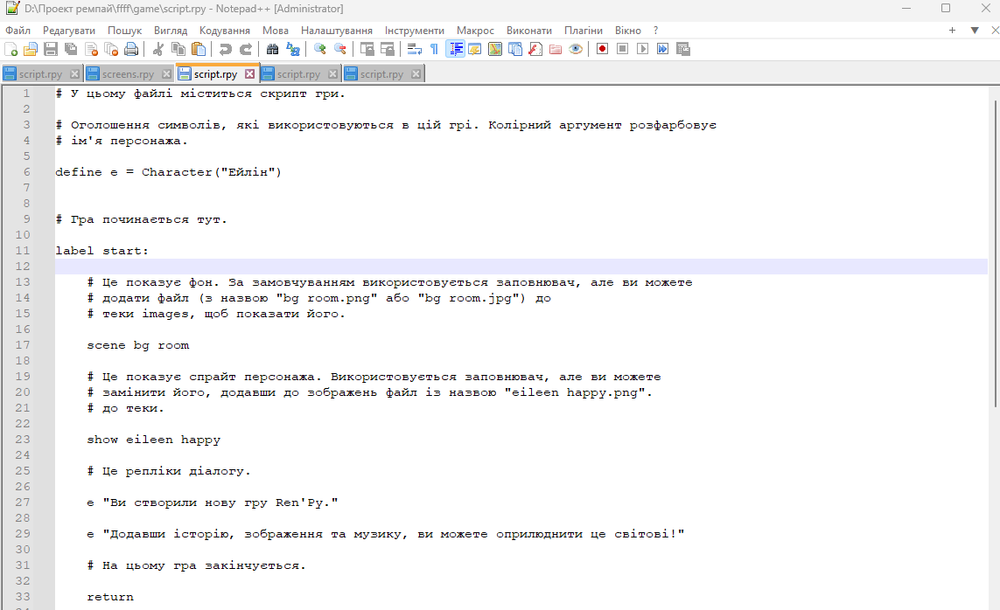 D:\Проект ремпай\ffff\game\script.rpy - Notepad++ [Administrator]
Файл Редагувати Пошук Вигляд Кодування Мова Налаштування Інструменти Макрос Виконати Плагіни Вікно ?
script.rpy screens.rpy script.rpy script.rpy script.rpy
1 # У цьому файлі міститься скрипт гри.
2
3 # Оголошення символів, які використовуються в цій грі. Колірний аргумент розфарбовує
4 # ім'я персонажа.
5
6 define e = Character("Ейлін")
7
8
9 # Гра починається тут.
10
11 label start:
12
13 # Це показує фон. За замовчуванням використовується заповнювач, але ви можете
14 # додати файл (з назвою "bg room.png" або "bg room.jpg") до
15 # теки images, щоб показати його.
16
17 scene bg room
18
19 # Це показує спрайт персонажа. Використовується заповнювач, але ви можете
20 # замінити його, додавши до зображень файл із назвою "eileen happy.png".
21 # до теки.
22
23 show eileen happy
24
25 # Це репліки діалогу.
26
27 e "Ви створили нову гру Ren'Py."
28
29 e "Додавши історію, зображення та музику, ви можете оприлюднити це світові!"
30
31 # На цьому гра закінчується.
32
33 return